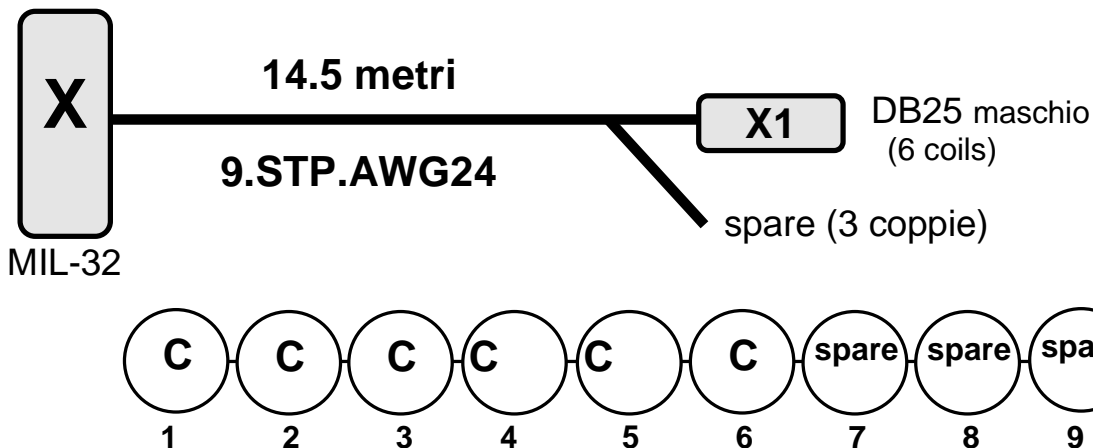 14.5 metri
X
X1
DB25 maschio
(6 coils)
9.STP.AWG24
spare (3 coppie)
MIL-32
C C C C C C spare spare spa
1 2 3 4 5 6 7 8 9